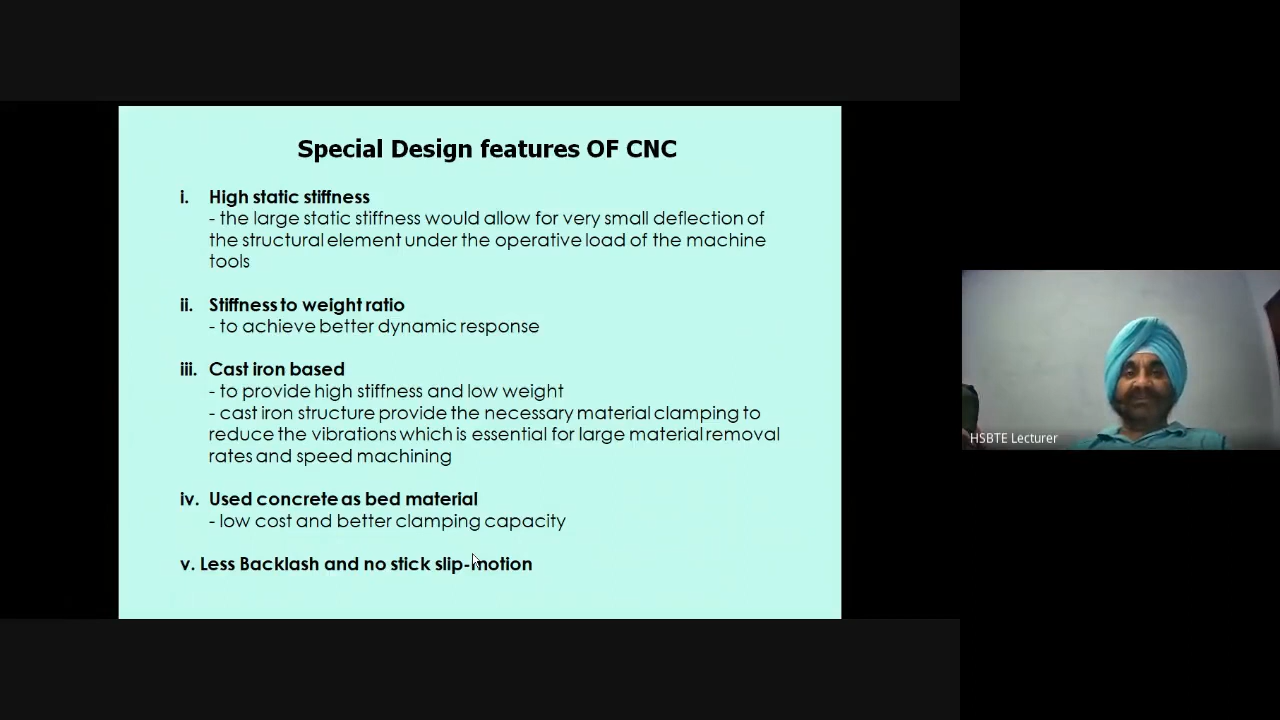 Special Design features OF CNC
i. High static stiffness
- the large static stiffness would allow for very small deflection of
the structural element under the operative load of the machine
tools
ii. Stiffness to weight ratio
- to achieve better dynamic response
iii. Cast iron based
- to provide high stiffness and low weight
- cast iron structure provide the necessary material clamping to
reduce the vibrations which is essential for large material removal
rates and speed machining
iv. Used concrete as bed material
- low cost and better clamping capacity
v. Less Backlash and no stick slip-motion
HSBTE Lecturer